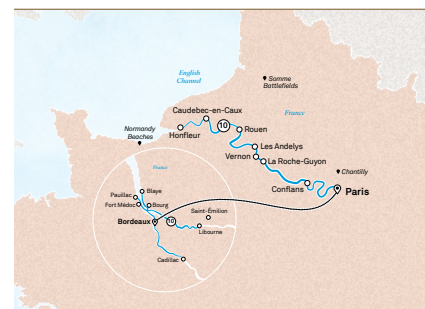 English
Channel
Somme
Battlefields
Caudebec-en-Caux
France
10
Normandy
Beaches
Honfleur
Rouen
Les Andelys
Vernon
La Roche-Guyon
France
Chantilly
Conflans
Paris
Blaye
Pauillac
Fort Médoc
Bourg
Saint-Émilion
Bordeaux
10
Libourne
Cadillac